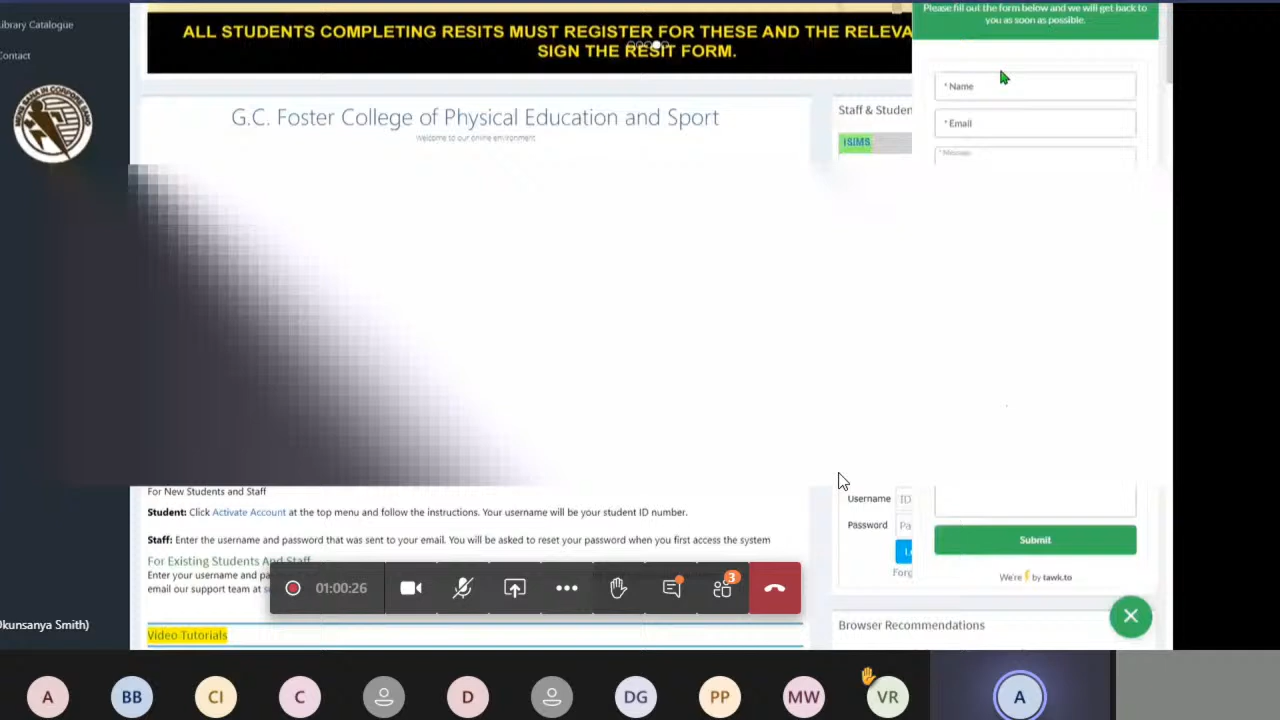 Library Catalogue
Contact
ALL STUDENTS COMPLETING RESITS MUST REGISTER FOR THESE AND THE
SIGN THE RESIT FORM.
Please fill out the form below and we will get back to
you as soon as possible.
* Name
* Email
* Message
G.C. Foster College of Physical Education and Sport
Welcome to our online environment
Staff &
iSIMS
For New Students and Staff
Student: Click Activate Account at the top menu and follow the instructions. Your username will be your student ID number.
Staff: Enter the username and password that was sent to your email. You will be asked to reset your password when you first access the system
For Existing Students And Staff
Enter your username and
email our support team at
Video Tutorials
Username
ID
Password
Submit
We're by tawk.to
Browser Recommendations
01:00:26
3
Okunsanya Smith)
A
BB
CI
C
D
DG
PP
MW
VR
A